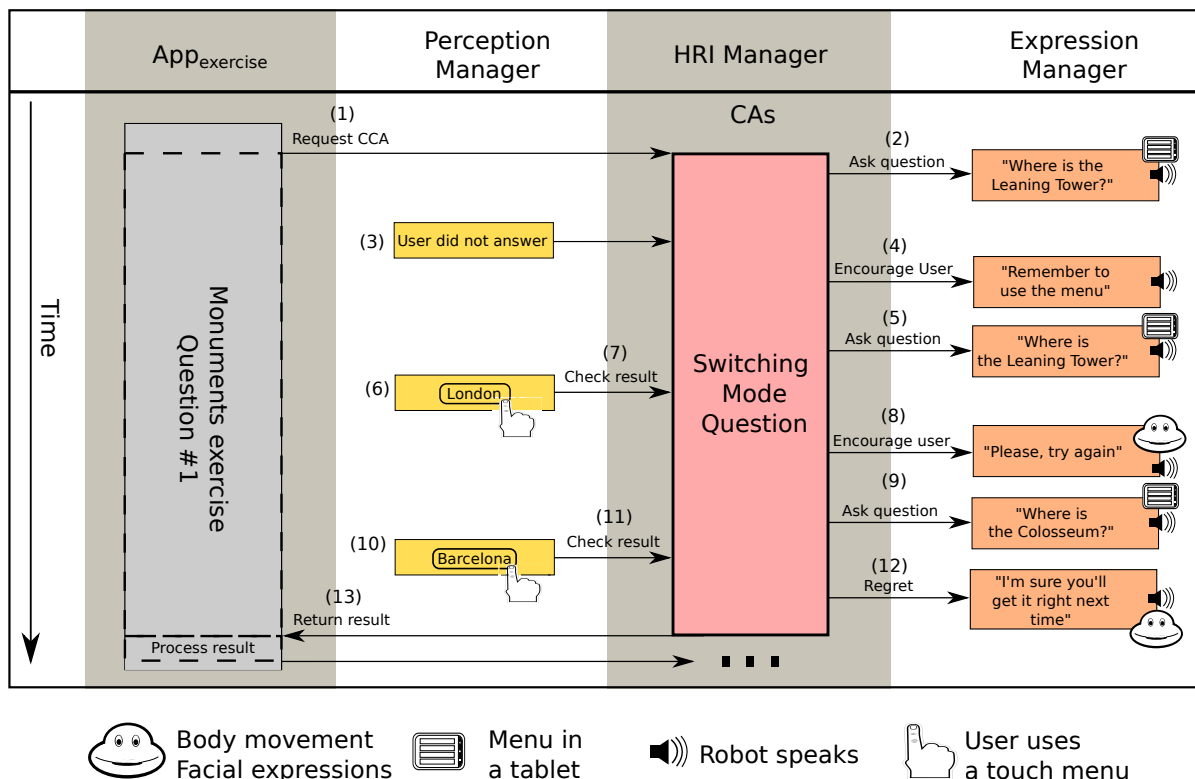 App_exercise
Perception
Manager
HRI Manager
Expression
Manager
Time
CAs
(1)
Request CCA
(2)
Ask question
"Where is the
Leaning Tower?"
(3)
User did not answer
(4)
Encourage User
"Remember to
use the menu"
(5)
Ask question
"Where is
the Leaning Tower?"
Monuments exercise
Question #1
Switching
Mode
Question
(6)
London
(7)
Check result
(8)
Encourage user
"Please, try again"
(9)
Ask question
"Where is
the Colosseum?"
(10)
Barcelona
(11)
Check result
(12)
Regret
"I'm sure you'll
get it right next
time"
(13)
Return result
Process result
Body movement
Facial expressions
Menu in
a tablet
Robot speaks
User uses
a touch menu